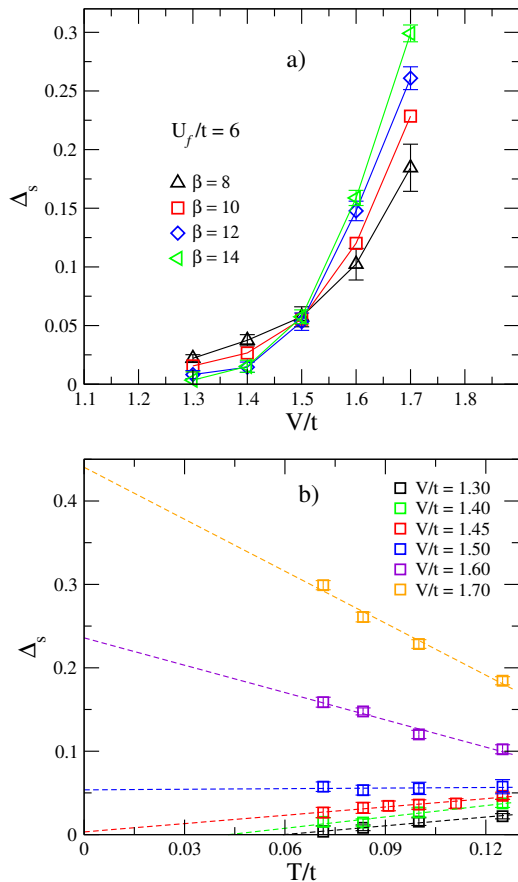 0.3
0.25
0.2
0.15
0.1
0.05
0
Δs
a)
U_f/t = 6
β = 8
β = 10
β = 12
β = 14
1.1 1.2 1.3 1.4 1.5 1.6 1.7 1.8
V/t
0.4
0.3
0.2
0.1
0
Δs
b)
V/t = 1.30
V/t = 1.40
V/t = 1.45
V/t = 1.50
V/t = 1.60
V/t = 1.70
0 0.03 0.06 0.09 0.12
T/t